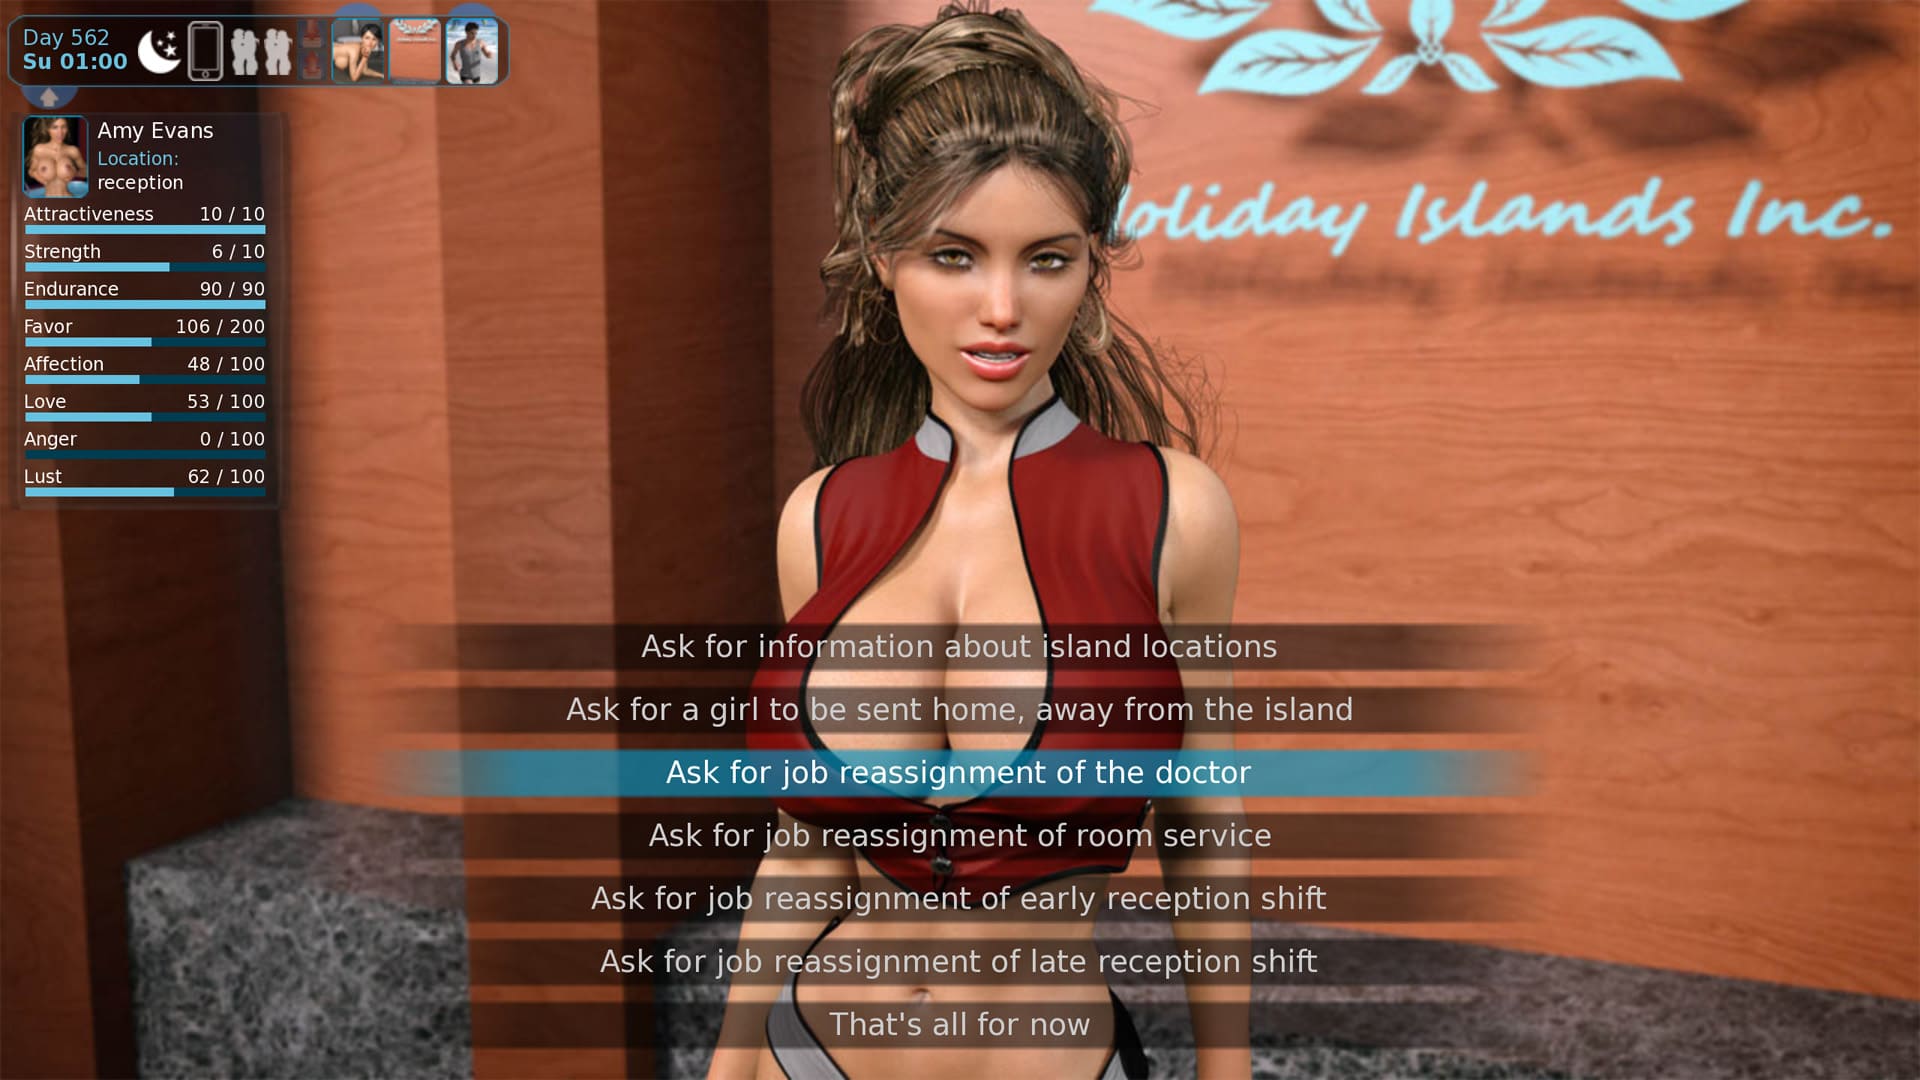 Day 562
Su 01:00
Amy Evans
Location:
reception
Attractiveness 10 / 10
Strength 6 / 10
Endurance 90 / 90
Favor 106 / 200
Affection 48 / 100
Love 53 / 100
Anger 0 / 100
Lust 62 / 100
Holiday Islands Inc.
Ask for information about island locations
Ask for a girl to be sent home, away from the island
Ask for job reassignment of the doctor
Ask for job reassignment of room service
Ask for job reassignment of early reception shift
Ask for job reassignment of late reception shift
That's all for now